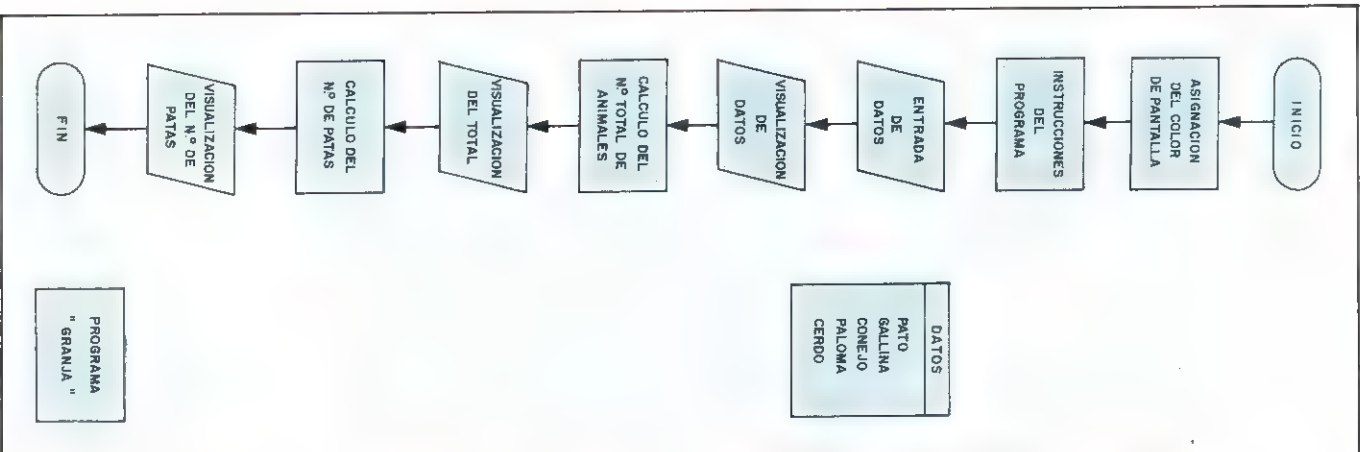 INICIO
ASIGNACION
DEL COLOR
DE PANTALLA
INSTRUCCIONES
DEL
PROGRAMA
ENTRADA
DE
DATOS
VISUALIZACION
DE
DATOS
CALCULO DEL
Nº TOTAL DE
ANIMALES
VISUALIZACION
DEL TOTAL
CALCULO DEL
N.º DE PATAS
VISUALIZACION
DEL N.º DE
PATAS
FIN
DATOS
PATO
GALLINA
CONEJO
PALOMA
CERDO
PROGRAMA
" GRANJA "